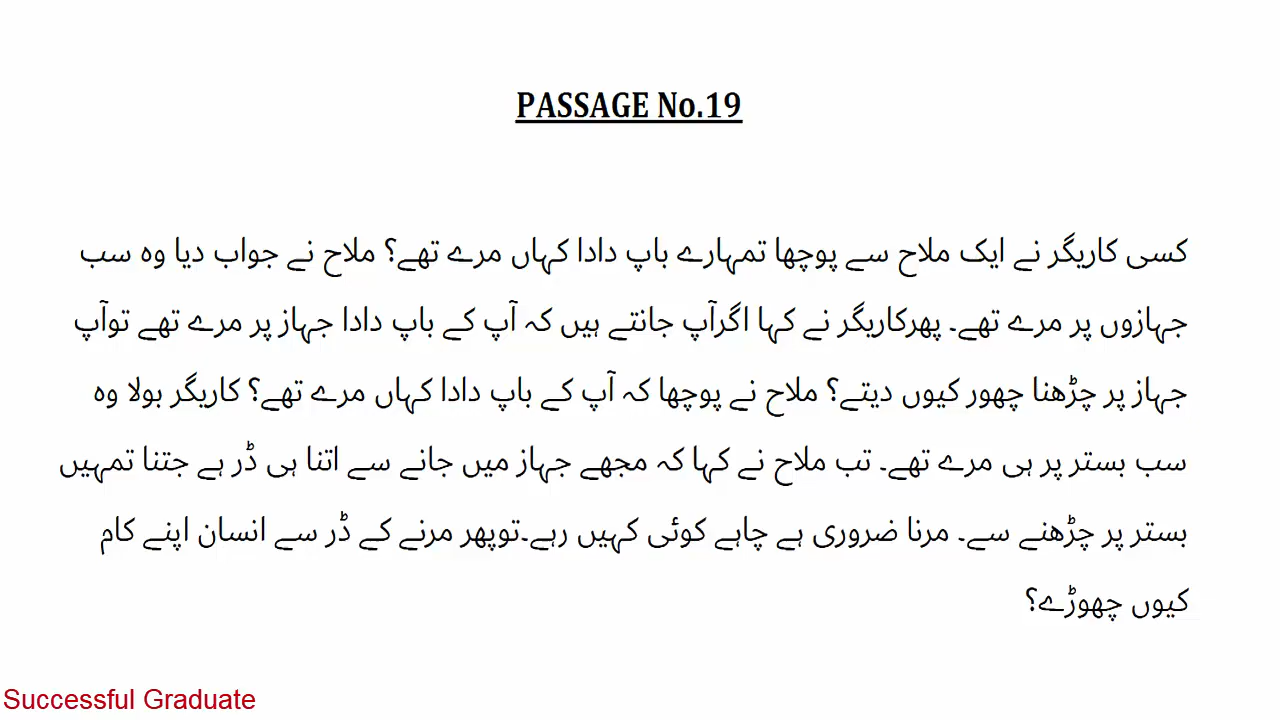 PASSAGE No.19
کسی کاریگر نے ایک ملاح سے پوچھا تمہارے باپ دادا کہاں مرے تھے؟ ملاح نے جواب دیا وہ سب
جہازوں پر مرے تھے۔ پھرکاریگر نے کہا اگرآپ جانتے ہیں کہ آپ کے باپ دادا جہاز پر مرے تھے توآپ
جہاز پر چڑھنا چھور کیوں دیتے؟ ملاح نے پوچھا کہ آپ کے باپ دادا کہاں مرے تھے؟ کاریگر بولا وہ
سب بستر پر ہی مرے تھے۔ تب ملاح نے کہا کہ مجھے جہاز میں جانے سے اتنا ہی ڈر ہے جتنا تمہیں
بستر پر چڑھنے سے۔ مرنا ضروری ہے چاہے کوئی کہیں رہے۔توپھر مرنے کے ڈر سے انسان اپنے کام
کیوں چھوڑے؟
Successful Graduate